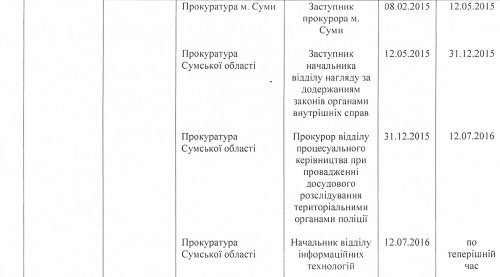 Прокуратура м. Суми Заступник 08.02.2015 12.05.2015
прокурора м.
Суми
Прокуратура Заступник 12.05.2015 31.12.2015
Сумської області начальника
відділу нагляду за
додержанням
законів органами
внутрішніх справ
Прокуратура Прокурор відділу 31.12.2015 12.07.2016
Сумської області процесуального
керівництва при
провадженні
досудового
розслідування
територіальними
органами поліції
Прокуратура Начальник відділу 12.07.2016 по
Сумської області інформаційних теперішній
технологій час